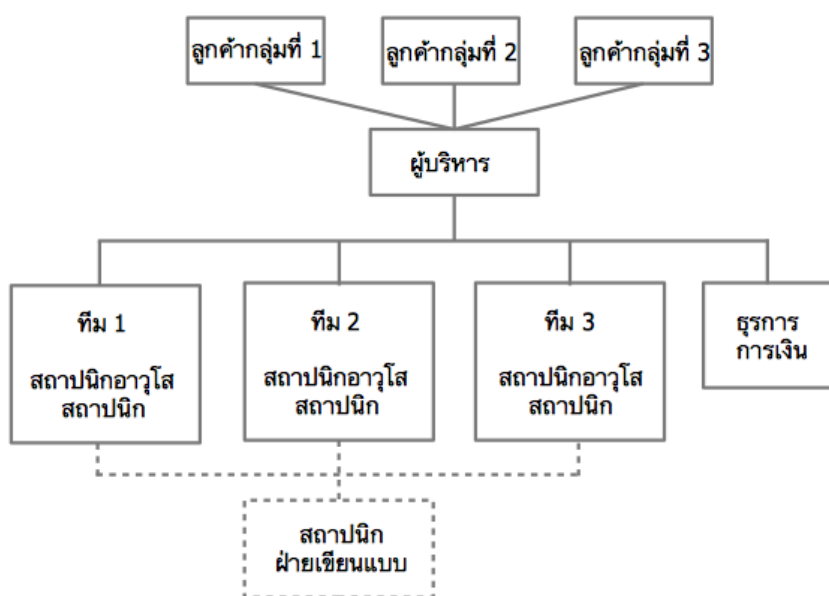 ลูกค้ากลุ่มที่ 1
ลูกค้ากลุ่มที่ 2
ลูกค้ากลุ่มที่ 3
ผู้บริหาร
ทีม 1
สถาปนิกอาวุโส
สถาปนิก
ทีม 2
สถาปนิกอาวุโส
สถาปนิก
ทีม 3
สถาปนิกอาวุโส
สถาปนิก
ธุรการ
การเงิน
สถาปนิก
ฝ่ายเขียนแบบ